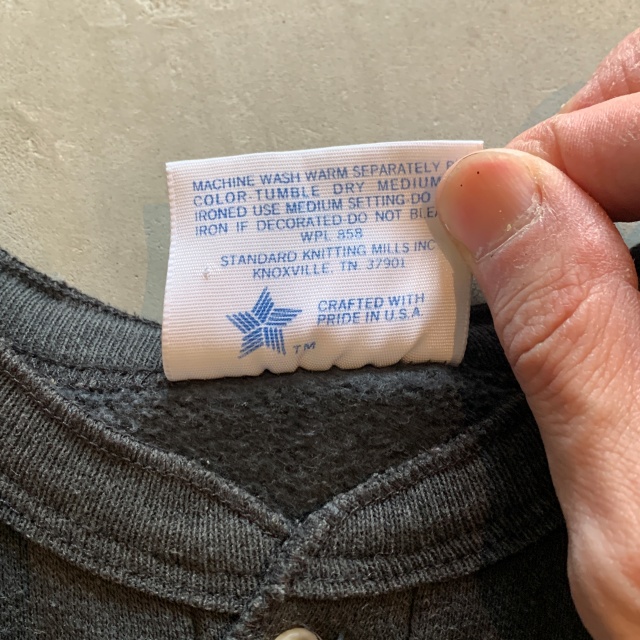 MACHINE WASH WARM SEPARATELY
COLOR-TUMBLE DRY MEDIUM
IRONED USE MEDIUM SETTING DO
IRON IF DECORATED DO NOT
WPL 858
STANDARD KNITTING MILLS INC
KNOXVILLE, TN 37901
CRAFTED WITH
PRIDE IN U.S.A
TM